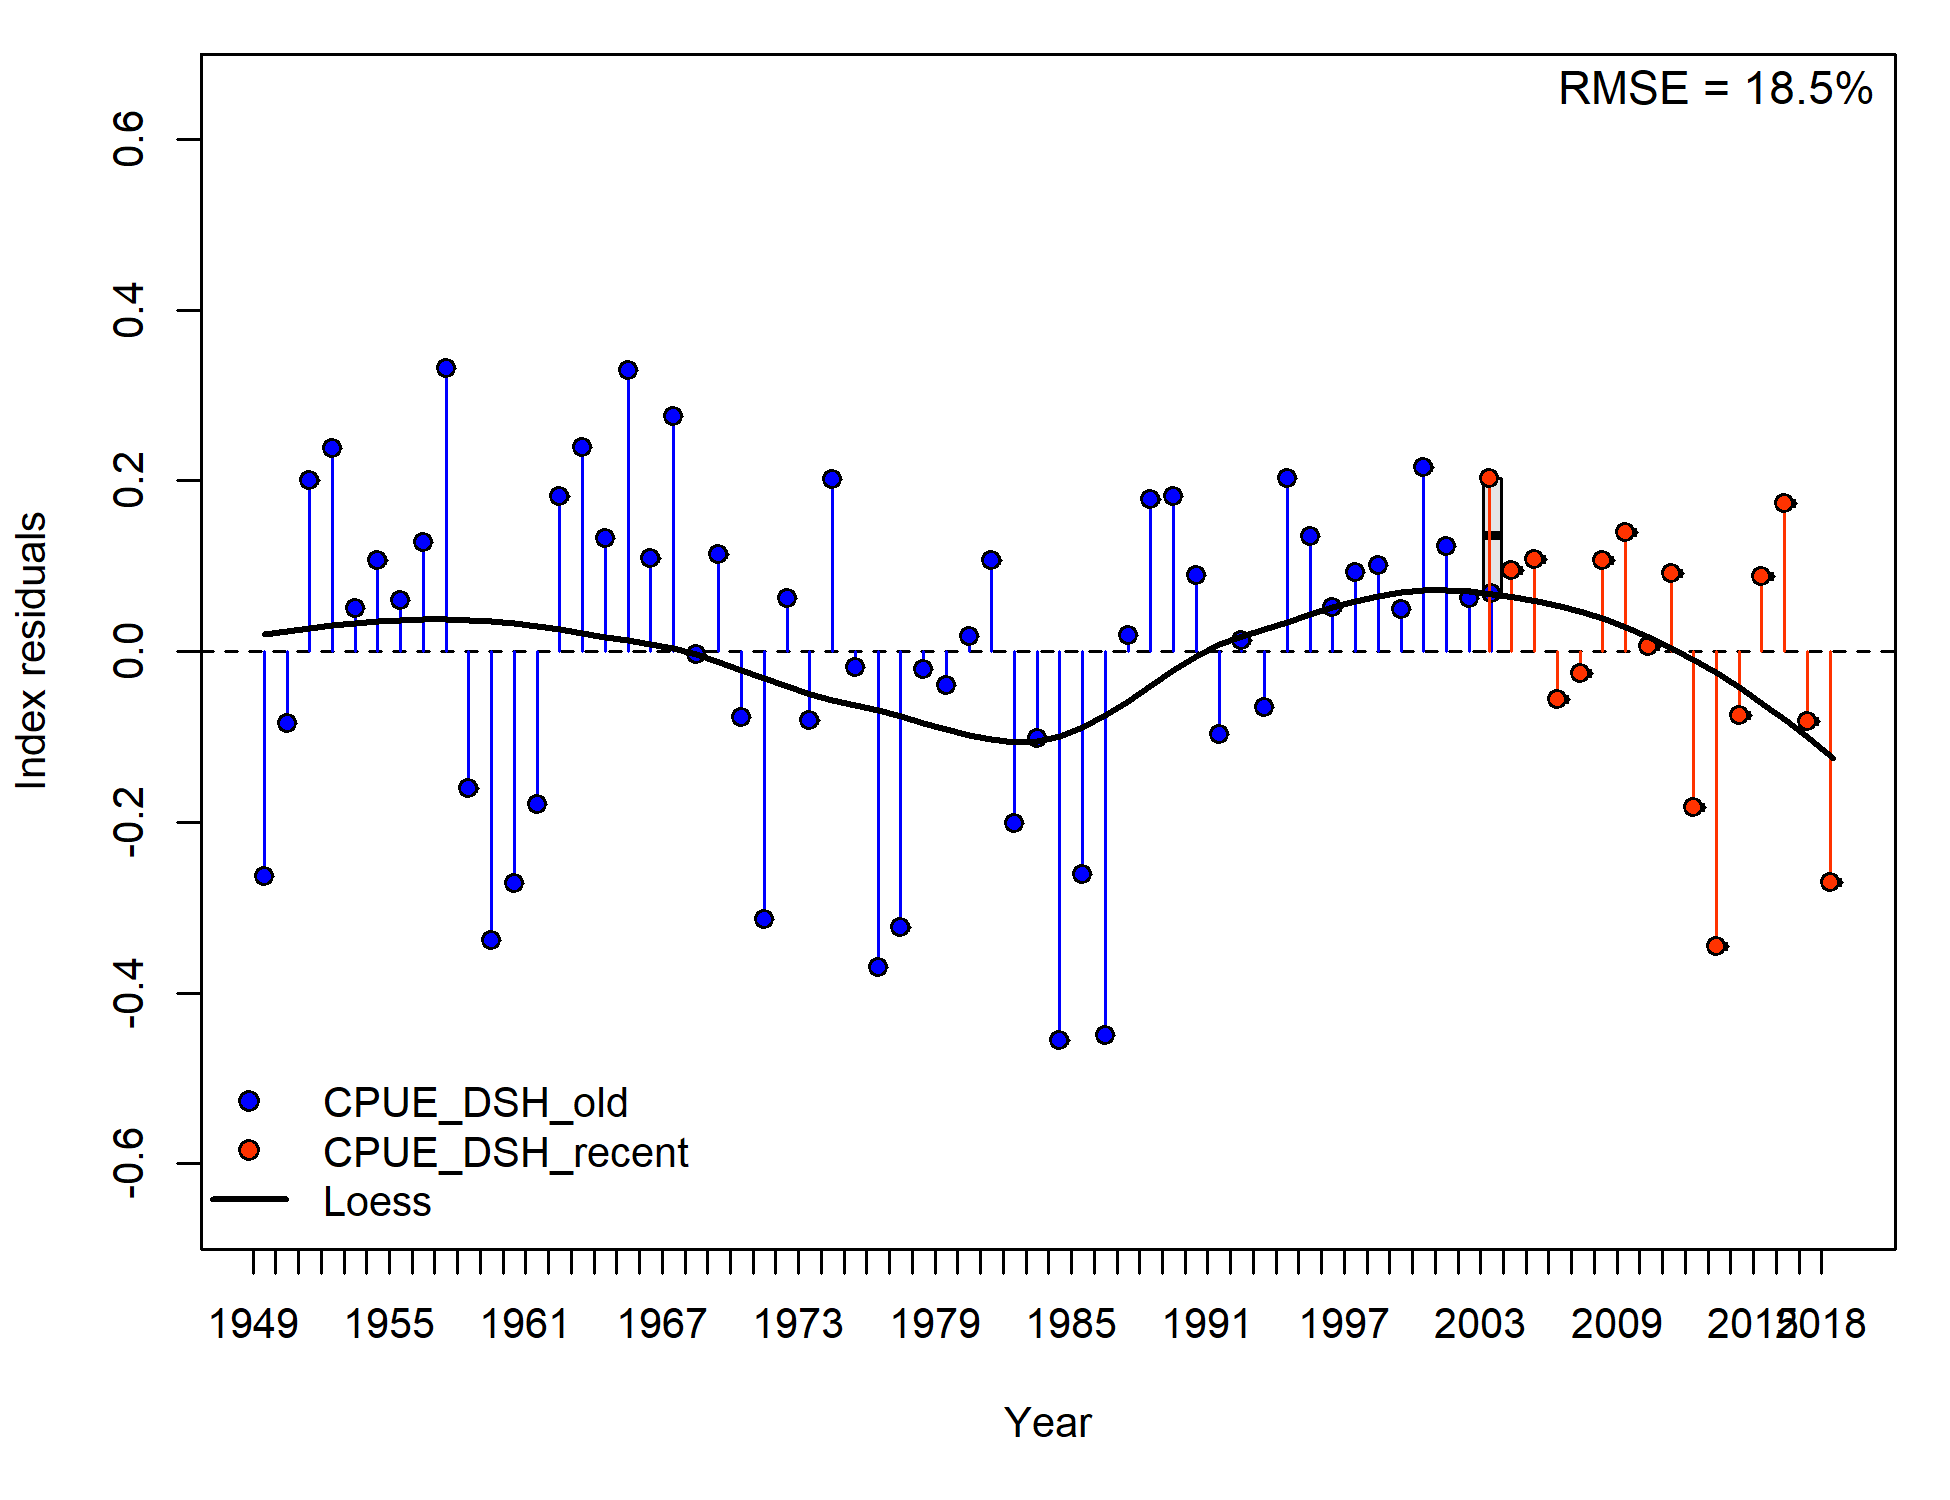 RMSE = 18.5%
0.6
0.4
0.2
0.0
-0.2
-0.4
-0.6
Index residuals
CPUE_DSH_old
CPUE_DSH_recent
Loess
1949 1955 1961 1967 1973 1979 1985 1991 1997 2003 2009 2015 2018
Year